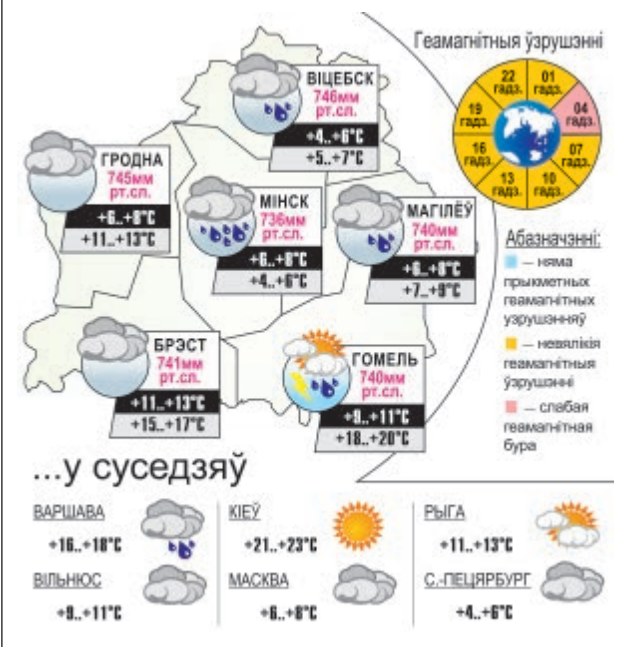 Геамагнітныя ўзрушэнні
22 гадз.
01 гадз.
04 гадз.
07 гадз.
10 гадз.
13 гадз.
16 гадз.
19 гадз.
ВІЦЕБСК
746мм
рт.сл.
+4..+6°C
+5..+7°C
ГРОДНА
745мм
рт.сл.
+6..+8°C
+11..+13°C
МІНСК
736мм
рт.сл.
+6..+8°C
+4..+6°C
МАГІЛЁЎ
740мм
рт.сл.
+6..+8°C
+7..+9°C
БРЭСТ
741мм
рт.сл.
+11..+13°C
+15..+17°C
ГОМЕЛЬ
740мм
рт.сл.
+9..+11°C
+18..+20°C
Абазначэнні:
— няма
прыкметных
геамагнітных
узрушэнняў
— невялікія
геамагнітныя
ўзрушэнні
— слабая
геамагнітная
бура
...у суседзяў
ВАРШАВА
+16..+18°C
КІЕЎ
+21..+23°C
РЫГА
+11..+13°C
ВІЛЬНЮС
+9..+11°C
МАСКВА
+6..+8°C
С.-ПЕЦЯРБУРГ
+4..+6°C